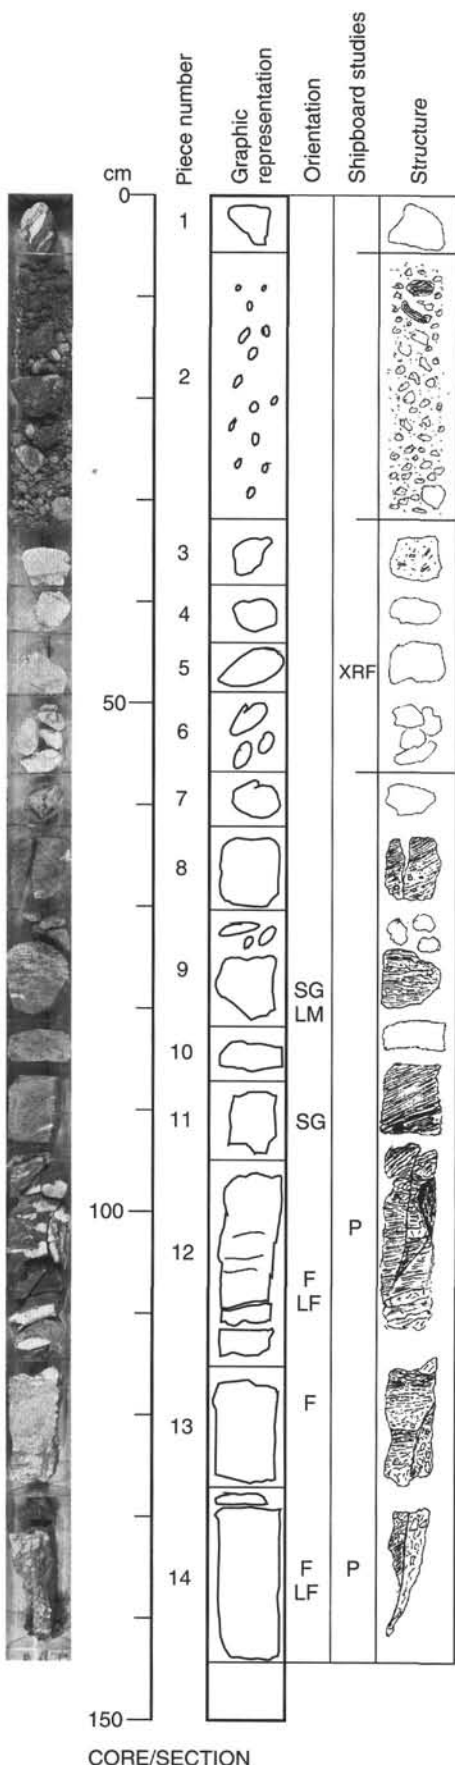 cm
Piece number
Graphic
representation
Orientation
Shipboard studies
Structure
0
1
2
3
4
5
XRF
50
6
7
8
9
SG
LM
10
11
SG
100
12
P
F
LF
13
F
14
F
LF
P
150
CORE/SECTION